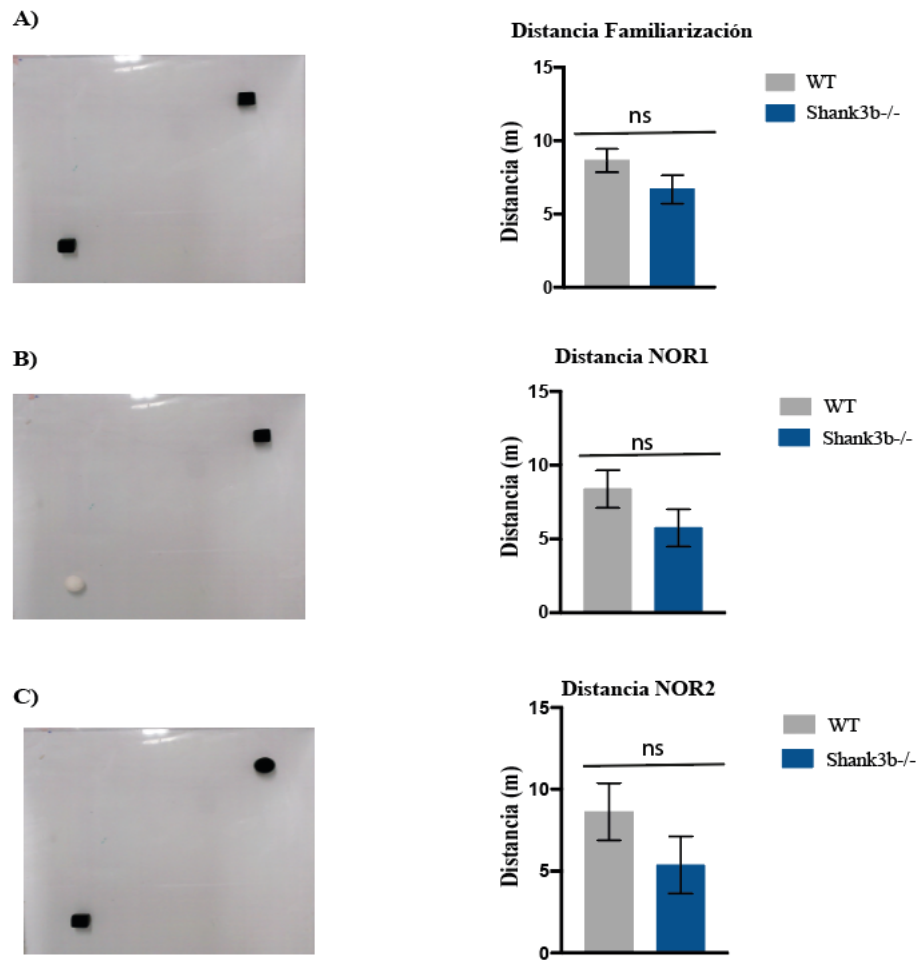 A)
Distancia Familiarización
15
10
5
0
Distancia (m)
ns
WT
Shank3b-/-
B)
Distancia NOR1
15
10
5
0
Distancia (m)
ns
WT
Shank3b-/-
C)
Distancia NOR2
15
10
5
0
Distancia (m)
ns
WT
Shank3b-/-